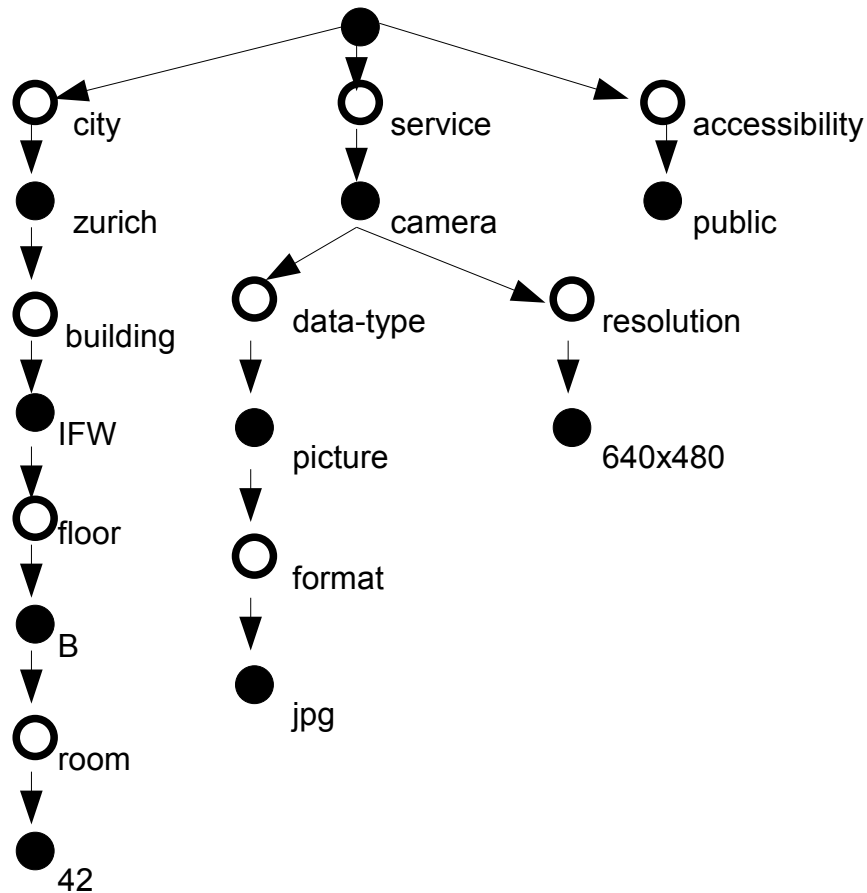 city
service
accessibility
zurich
camera
public
building
data-type
resolution
IFW
picture
640x480
floor
format
B
jpg
room
42